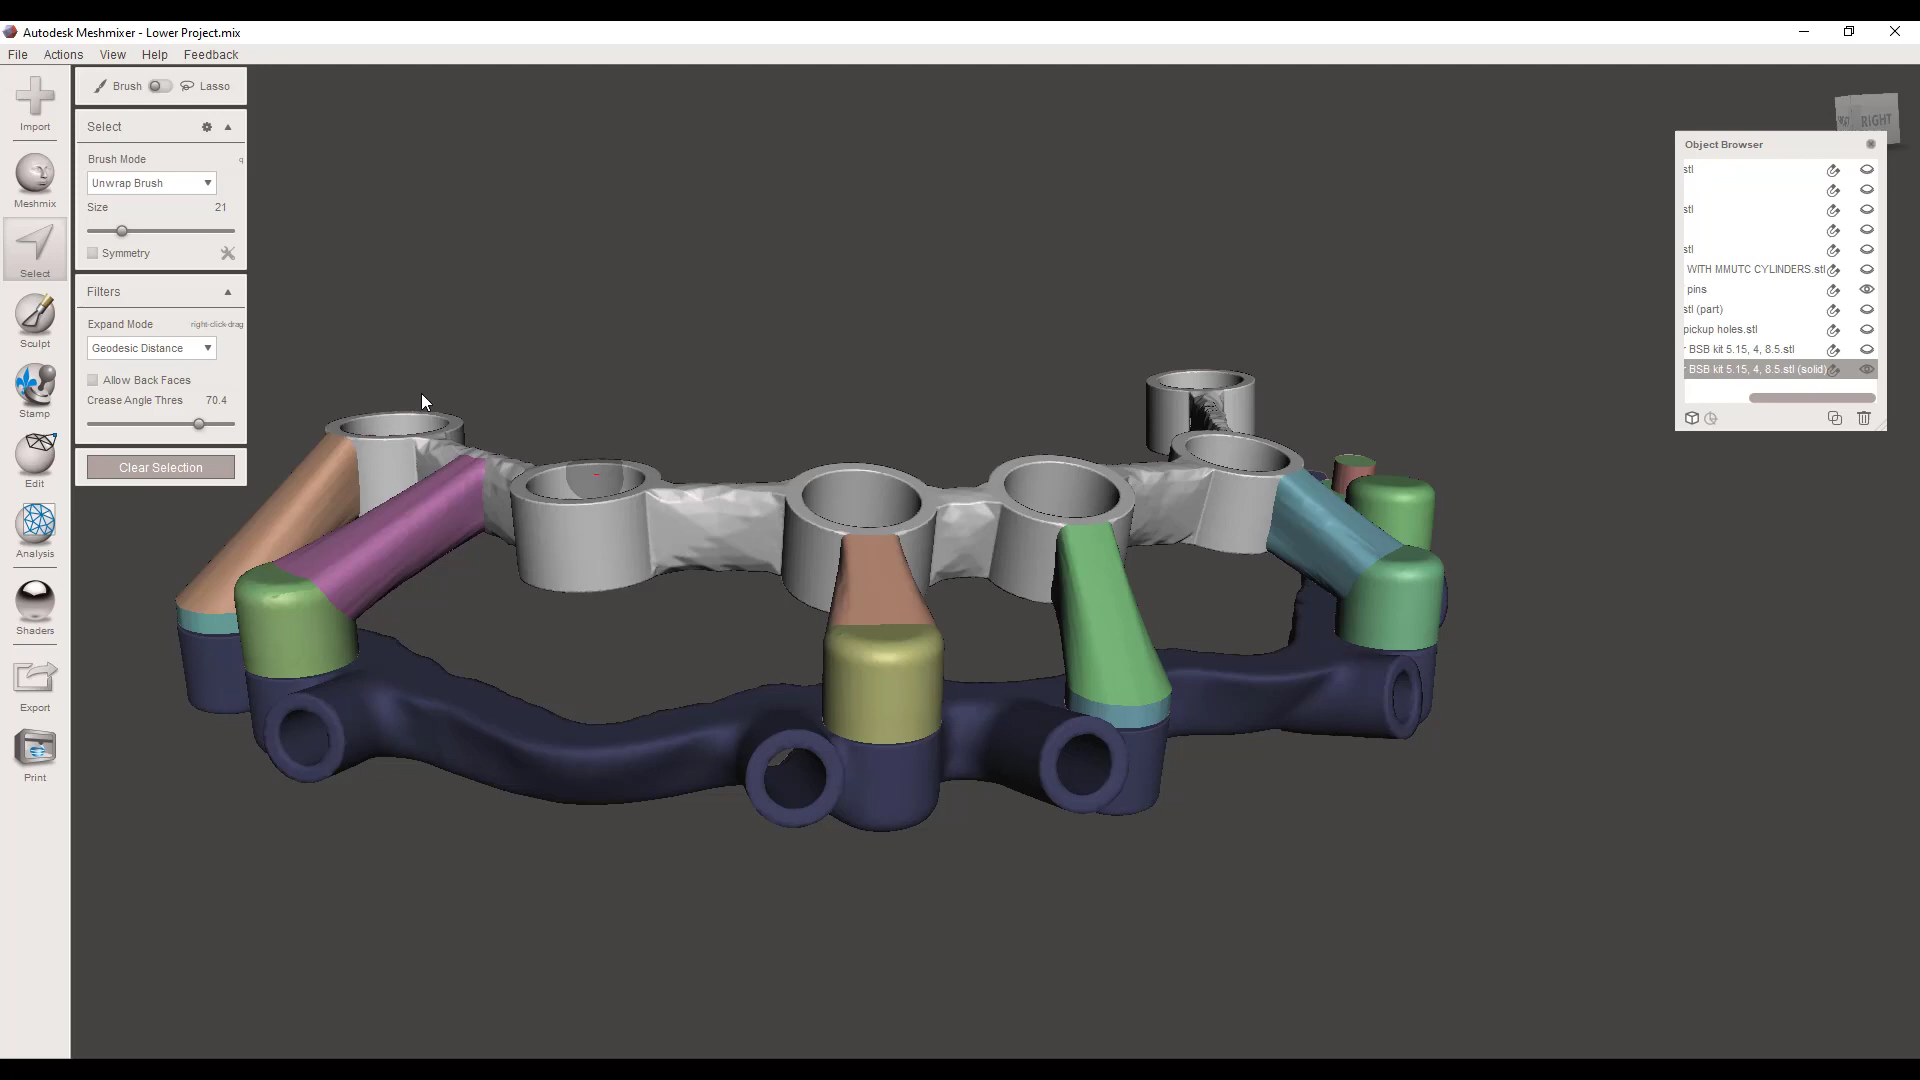 Autodesk Meshmixer - Lower Project.mix
File Actions View Help Feedback
Import
Meshmix
Select
Sculpt
Stamp
Edit
Analysis
Shaders
Export
Print
Brush Lasso
Select
Brush Mode q
Unwrap Brush
Size 21
Symmetry
Filters
Expand Mode right-click-drag
Geodesic Distance
Allow Back Faces
Crease Angle Thres 70.4
Clear Selection
RIGHT
Object Browser
stl
stl
stl
WITH MMUTC CYLINDERS.stl
pins
stl (part)
pickup holes.stl
r BSB kit 5.15, 4, 8.5.stl
r BSB kit 5.15, 4, 8.5.stl (solid)